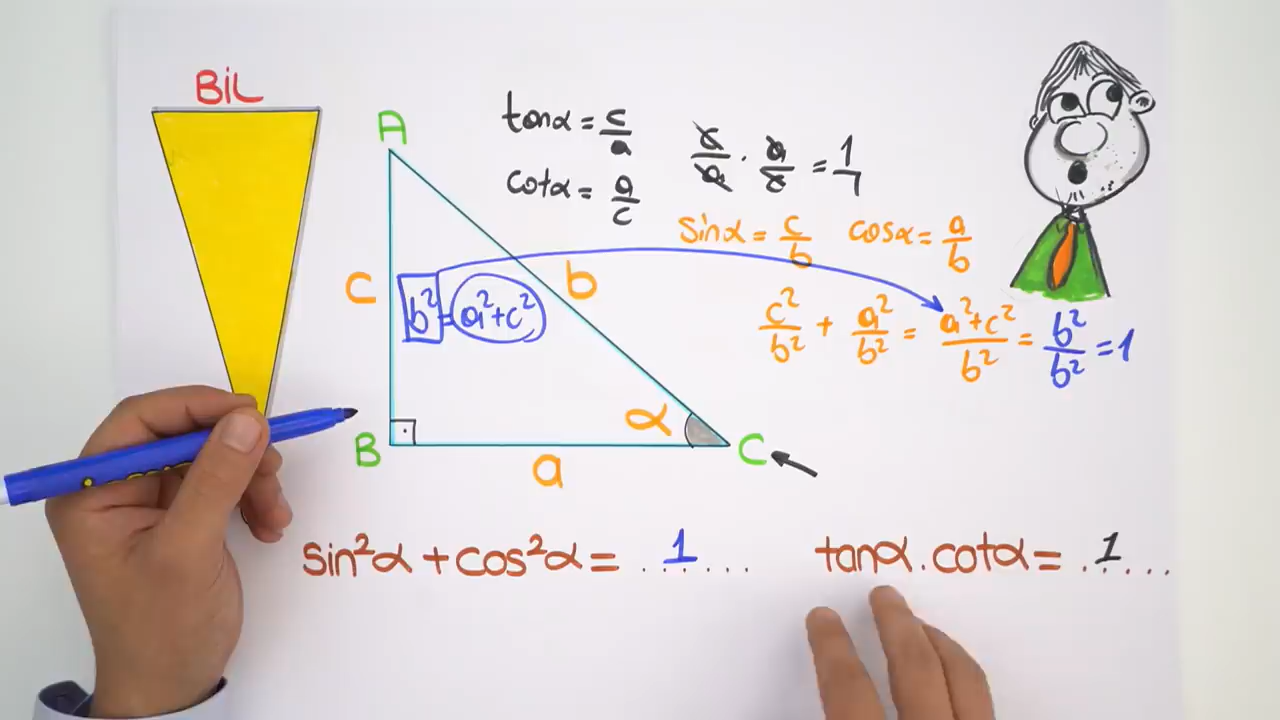 BİL
A
tanα = c/a
cotα = a/c
c/a · a/c = 1/1
sinα = c/b
cosα = a/b
c
b² = a²+c²
b
c²/b² + a²/b² = a²+c²/b² = b²/b² = 1
α
B
C
a
sin²α + cos²α = ..1....
tanα . cotα = .1....